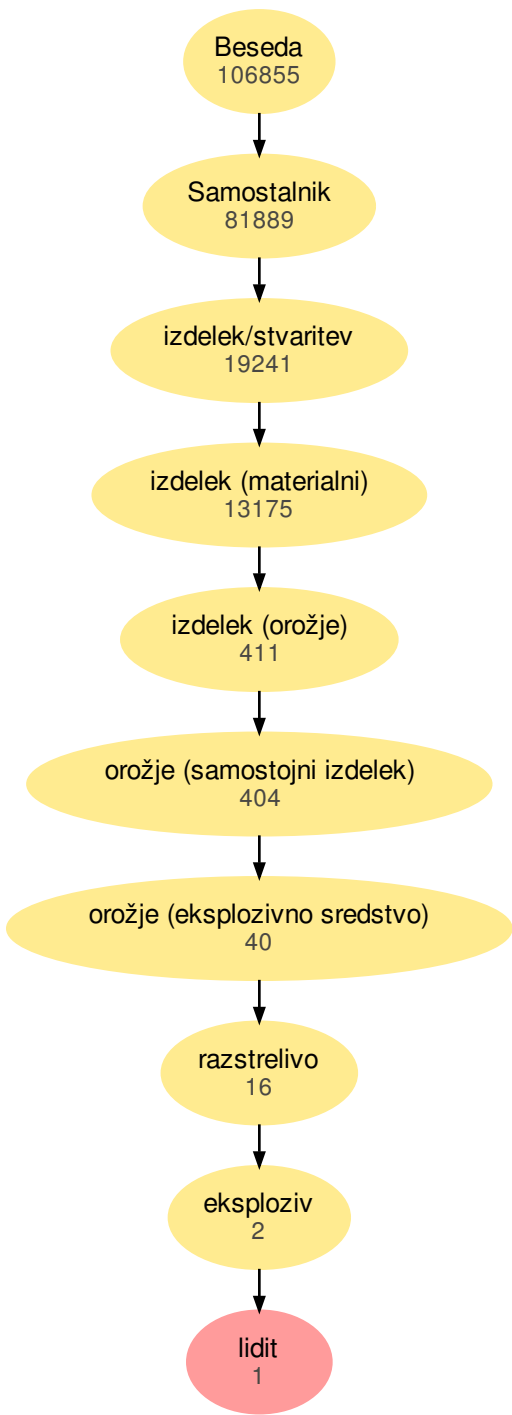 Beseda
106855
Samostalnik
81889
izdelek/stvaritev
19241
izdelek (materialni)
13175
izdelek (orožje)
411
orožje (samostojni izdelek)
404
orožje (eksplozivno sredstvo)
40
razstrelivo
16
eksploziv
2
lidit
1